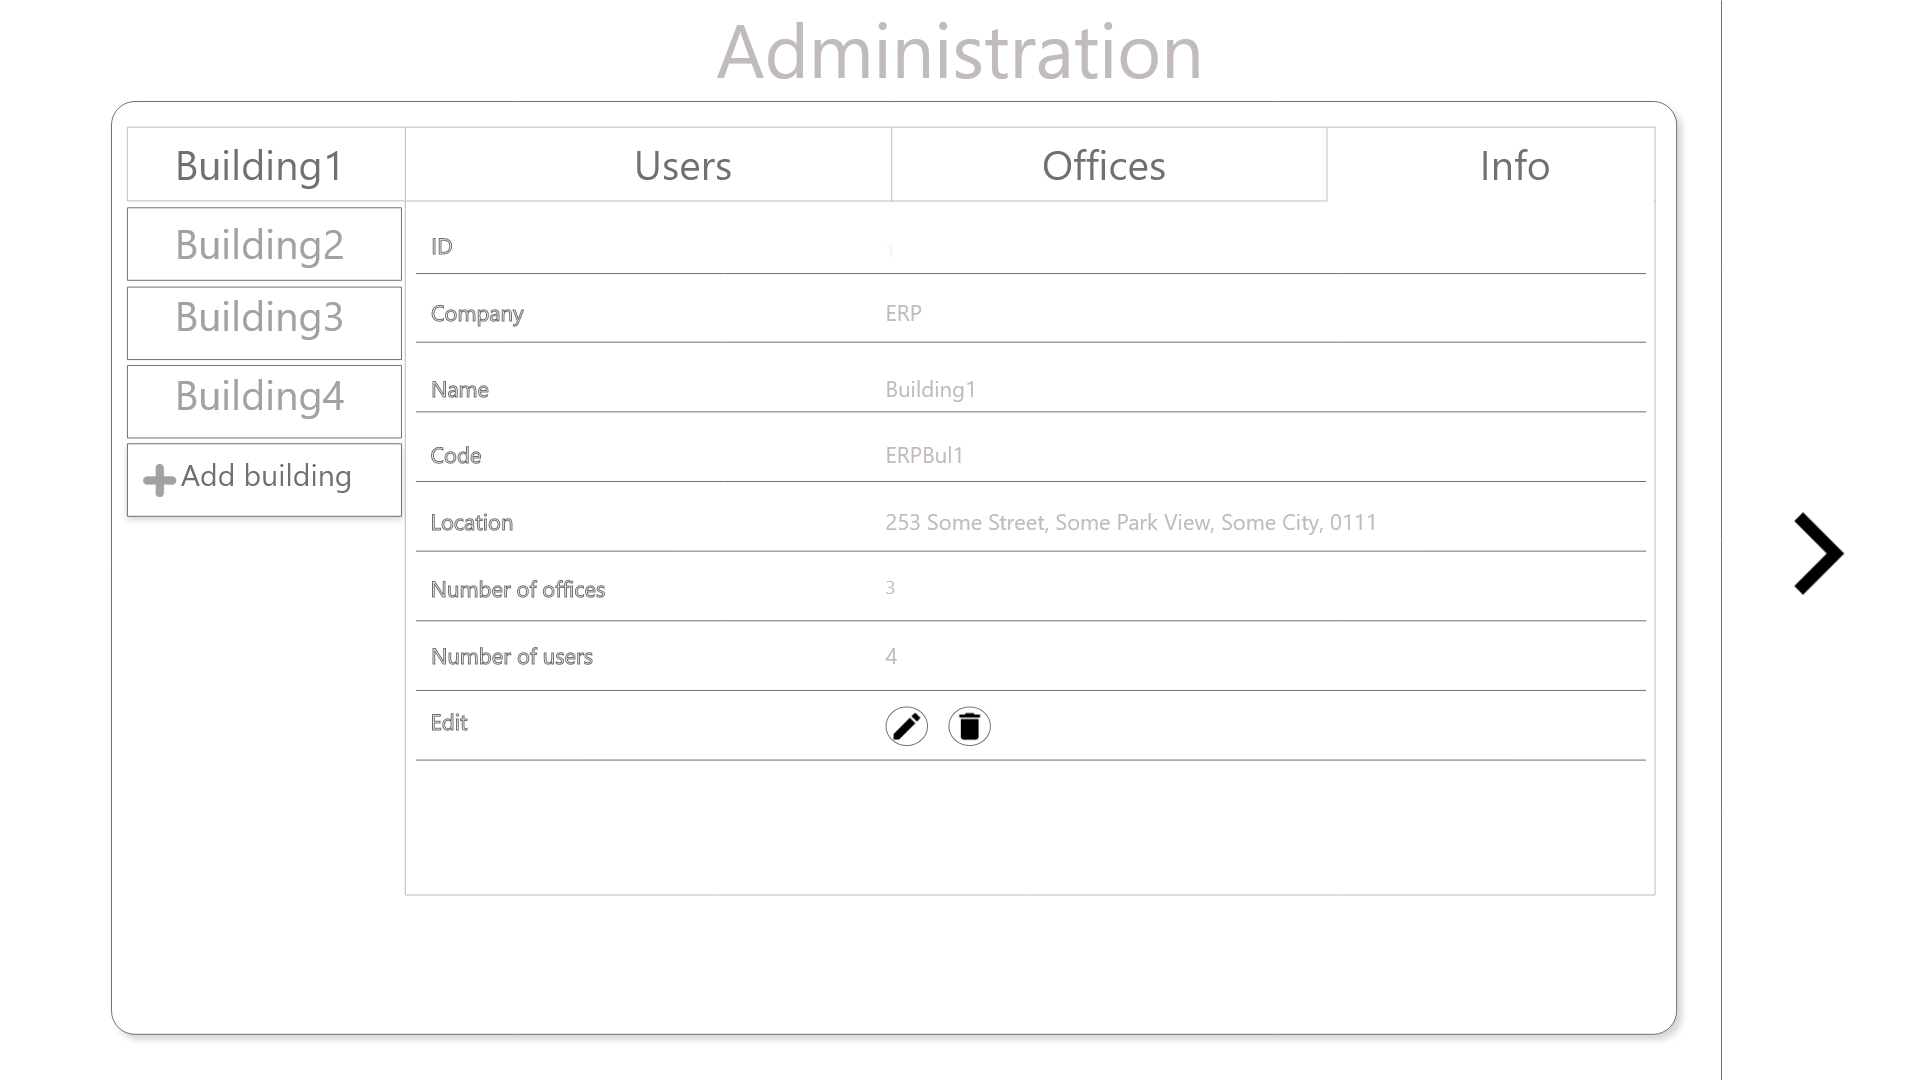 Administration
Building1 Users Offices Info
Building2
Building3
Building4
Add building
ID 1
Company ERP
Name Building1
Code ERPBul1
Location 253 Some Street, Some Park View, Some City, 0111
Number of offices 3
Number of users 4
Edit